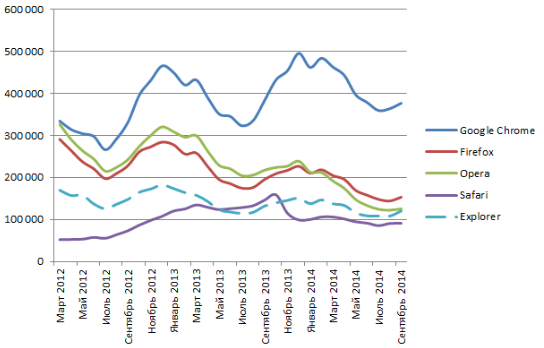 600 000
500 000
400 000
300 000
200 000
100 000
0
Март 2012
Май 2012
Июль 2012
Сентябрь 2012
Ноябрь 2012
Январь 2013
Март 2013
Май 2013
Июль 2013
Сентябрь 2013
Ноябрь 2013
Январь 2014
Март 2014
Май 2014
Июль 2014
Сентябрь 2014
Google Chrome
Firefox
Opera
Safari
Explorer